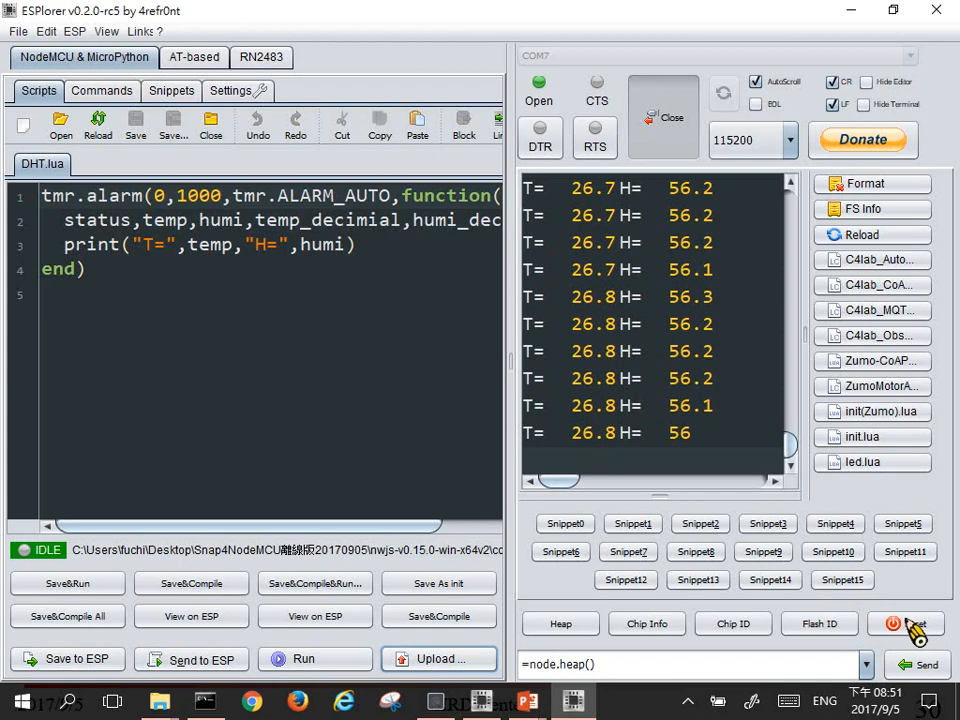 ESPlorer v0.2.0-rc5 by 4refr0nt
File Edit ESP View Links ?
NodeMCU & MicroPython AT-based RN2483
Scripts Commands Snippets Settings
Open Reload Save Save... Close Undo Redo Cut Copy Paste Block
DHT.lua
1 tmr.alarm(0,1000,tmr.ALARM_AUTO,function(
2 status,temp,humi,temp_decimial,humi_dec
3 print("T=",temp,"H=",humi)
4 end)
5
IDLE C:\Users\fuchi\Desktop\Snap4NodeMCU離線版20170905\nwjs-v0.15.0-win-x64v2\cc
Save&Run Save&Compile Save&Compile&Run... Save As init
Save&Compile All View on ESP View on ESP Save&Compile
Save to ESP Send to ESP Run Upload ...
COM7
Open CTS Close AutoScroll CR Hide Editor
EOL LF Hide Terminal
DTR RTS 115200 Donate
T= 26.7 H= 56.2
T= 26.7 H= 56.2
T= 26.7 H= 56.2
T= 26.7 H= 56.1
T= 26.8 H= 56.3
T= 26.8 H= 56.2
T= 26.8 H= 56.2
T= 26.8 H= 56.2
T= 26.8 H= 56.1
T= 26.8 H= 56
Format
FS Info
Reload
C4lab_Auto...
C4lab_CoA...
C4lab_MQT...
C4lab_Obs...
Zumo-CoAP...
ZumoMotorA...
init(Zumo).lua
init.lua
led.lua
Snippet0 Snippet1 Snippet2 Snippet3 Snippet4 Snippet5
Snippet6 Snippet7 Snippet8 Snippet9 Snippet10 Snippet11
Snippet12 Snippet13 Snippet14 Snippet15
Heap Chip Info Chip ID Flash ID
=node.heap() Send
ENG 下午 08:51
2017/9/5